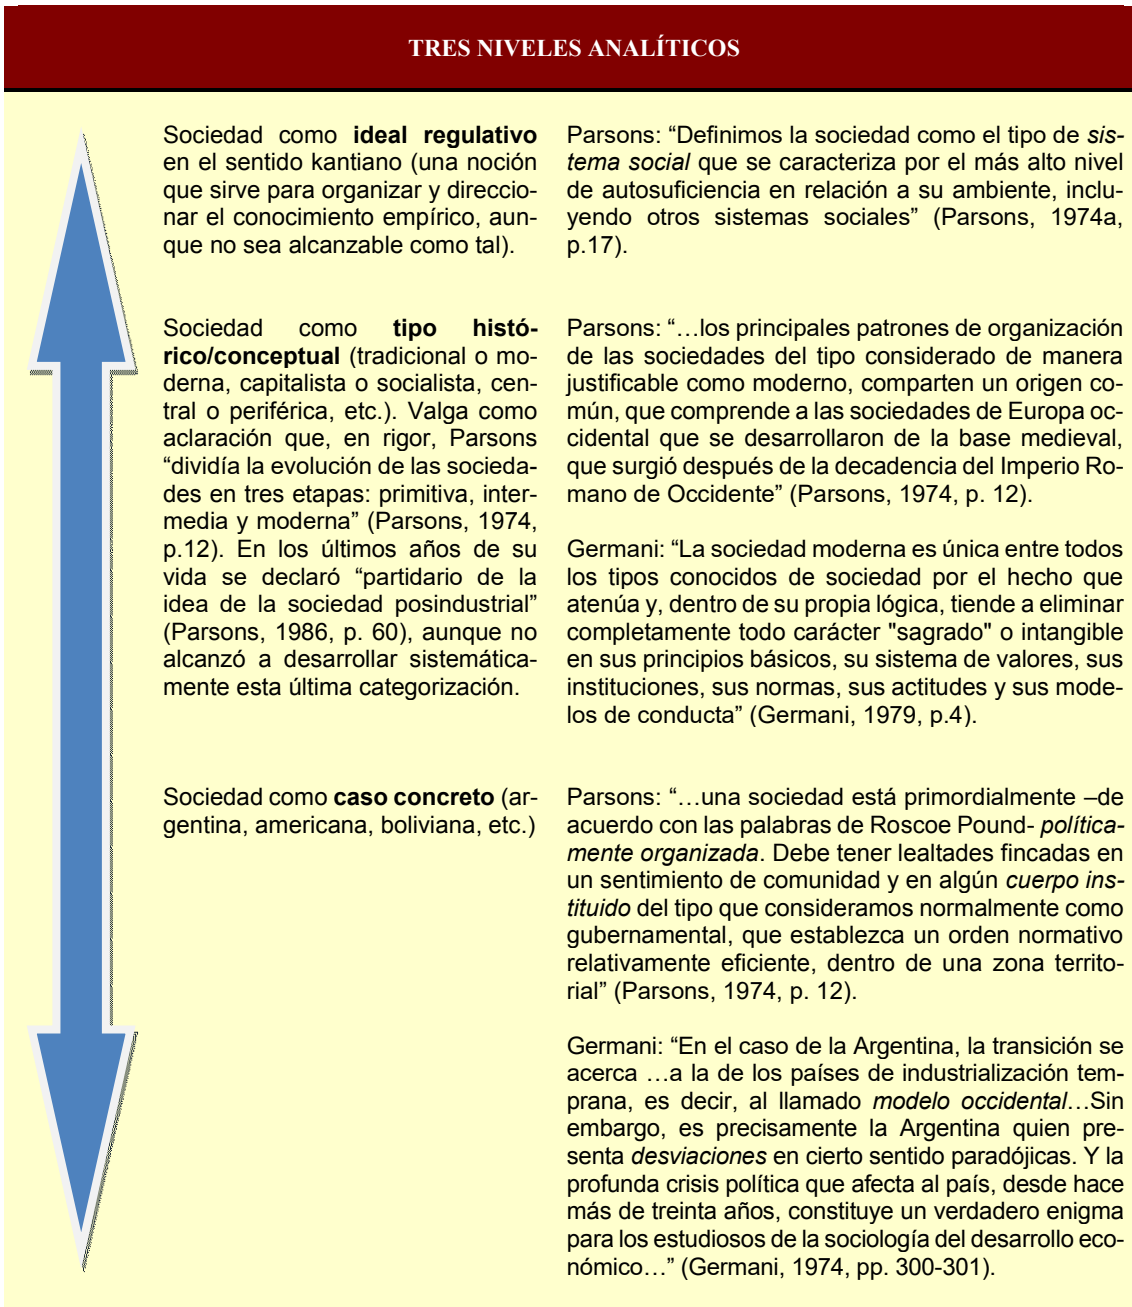 TRES NIVELES ANALÍTICOS
Sociedad como ideal regulativo
en el sentido kantiano (una noción
que sirve para organizar y direccio-
nar el conocimiento empírico, aun-
que no sea alcanzable como tal).
Parsons: “Definimos la sociedad como el tipo de sis-
tema social que se caracteriza por el más alto nivel
de autosuficiencia en relación a su ambiente, inclu-
yendo otros sistemas sociales” (Parsons, 1974a,
p.17).
Sociedad como tipo histó-
rico/conceptual (tradicional o mo-
derna, capitalista o socialista, cen-
tral o periférica, etc.). Valga como
aclaración que, en rigor, Parsons
“dividía la evolución de las socieda-
des en tres etapas: primitiva, inter-
media y moderna” (Parsons, 1974,
p.12). En los últimos años de su
vida se declaró “partidario de la
idea de la sociedad posindustrial”
(Parsons, 1986, p. 60), aunque no
alcanzó a desarrollar sistemática-
mente esta última categorización.
Parsons: “…los principales patrones de organización
de las sociedades del tipo considerado de manera
justificable como moderno, comparten un origen co-
mún, que comprende a las sociedades de Europa oc-
cidental que se desarrollaron de la base medieval,
que surgió después de la decadencia del Imperio Ro-
mano de Occidente” (Parsons, 1974, p. 12).
Germani: “La sociedad moderna es única entre todos
los tipos conocidos de sociedad por el hecho que
atenúa y, dentro de su propia lógica, tiende a eliminar
completamente todo carácter "sagrado" o intangible
en sus principios básicos, su sistema de valores, sus
instituciones, sus normas, sus actitudes y sus mode-
los de conducta” (Germani, 1979, p.4).
Sociedad como caso concreto (ar-
gentina, americana, boliviana, etc.)
Parsons: “…una sociedad está primordialmente –de
acuerdo con las palabras de Roscoe Pound- política-
mente organizada. Debe tener lealtades fincadas en
un sentimiento de comunidad y en algún cuerpo ins-
tituido del tipo que consideramos normalmente como
gubernamental, que establezca un orden normativo
relativamente eficiente, dentro de una zona territo-
rial” (Parsons, 1974, p. 12).
Germani: “En el caso de la Argentina, la transición se
acerca …a la de los países de industrialización tem-
prana, es decir, al llamado modelo occidental…Sin
embargo, es precisamente la Argentina quien pre-
senta desviaciones en cierto sentido paradójicas. Y la
profunda crisis política que afecta al país, desde hace
más de treinta años, constituye un verdadero enigma
para los estudiosos de la sociología del desarrollo eco-
nómico…” (Germani, 1974, pp. 300-301).